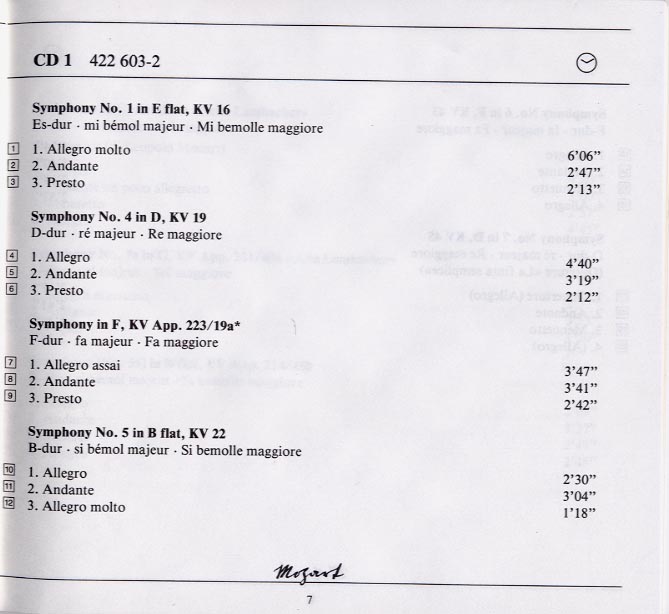 CD 1 422 603-2
Symphony No. 1 in E flat, KV 16
Es-dur · mi bémol majeur · Mi bemolle maggiore
1 1. Allegro molto 6’06”
2 2. Andante 2’47”
3 3. Presto 2’13”
Symphony No. 4 in D, KV 19
D-dur · ré majeur · Re maggiore
4 1. Allegro 4’40”
5 2. Andante 3’19”
6 3. Presto 2’12”
Symphony in F, KV App. 223/19a*
F-dur · fa majeur · Fa maggiore
7 1. Allegro assai 3’47”
8 2. Andante 3’41”
9 3. Presto 2’42”
Symphony No. 5 in B flat, KV 22
B-dur · si bémol majeur · Si bemolle maggiore
10 1. Allegro 2’30”
11 2. Andante 3’04”
12 3. Allegro molto 1’18”
Mozart
7